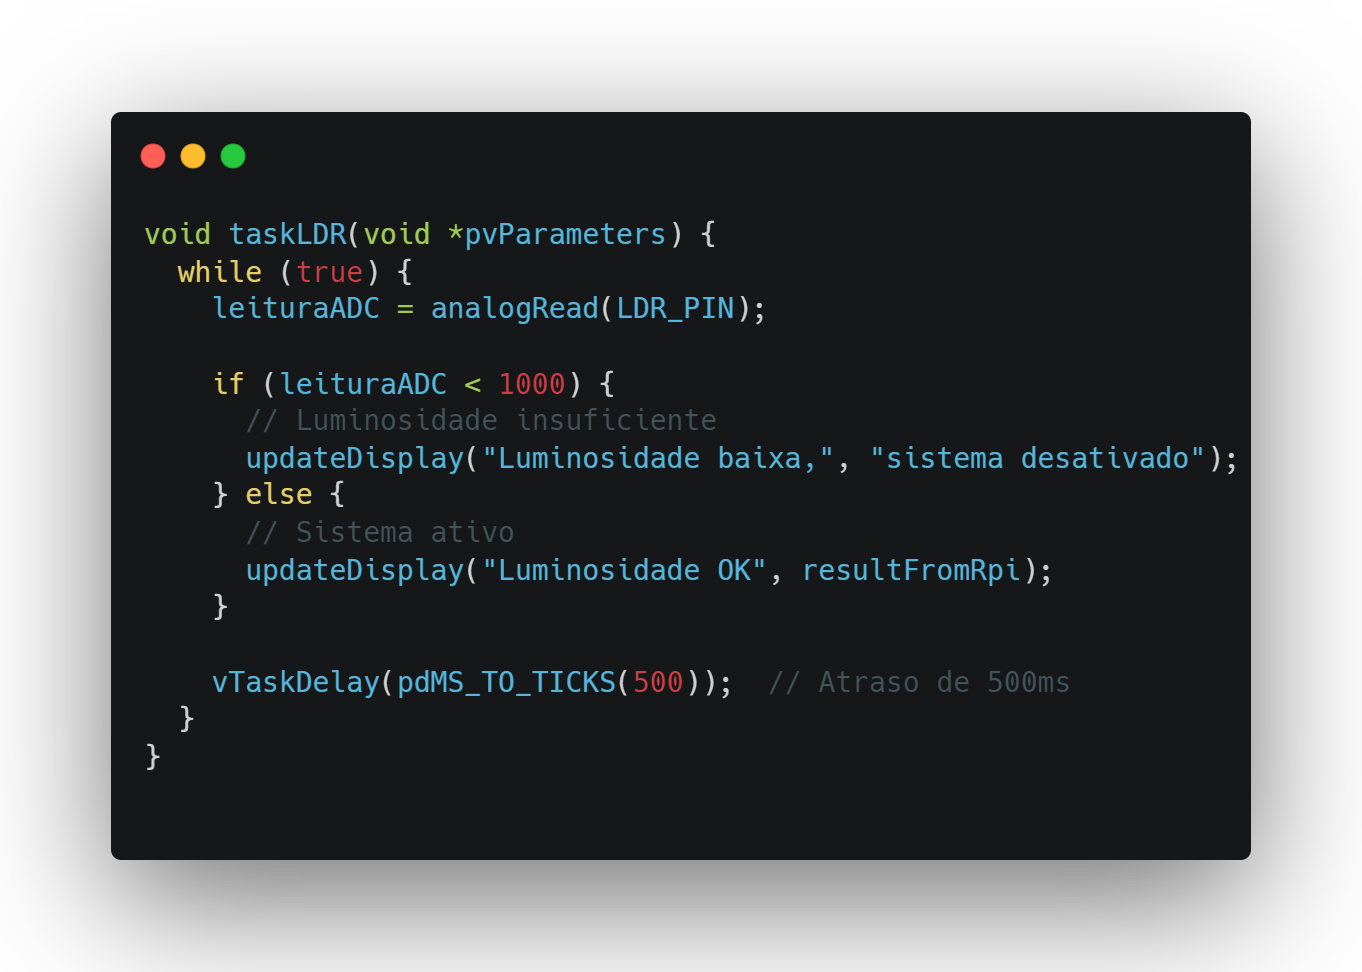 void taskLDR(void *pvParameters) {
  while (true) {
    leituraADC = analogRead(LDR_PIN);

    if (leituraADC < 1000) {
      // Luminosidade insuficiente
      updateDisplay("Luminosidade baixa,", "sistema desativado");
    } else {
      // Sistema ativo
      updateDisplay("Luminosidade OK", resultFromRpi);
    }

    vTaskDelay(pdMS_TO_TICKS(500));  // Atraso de 500ms
  }
}